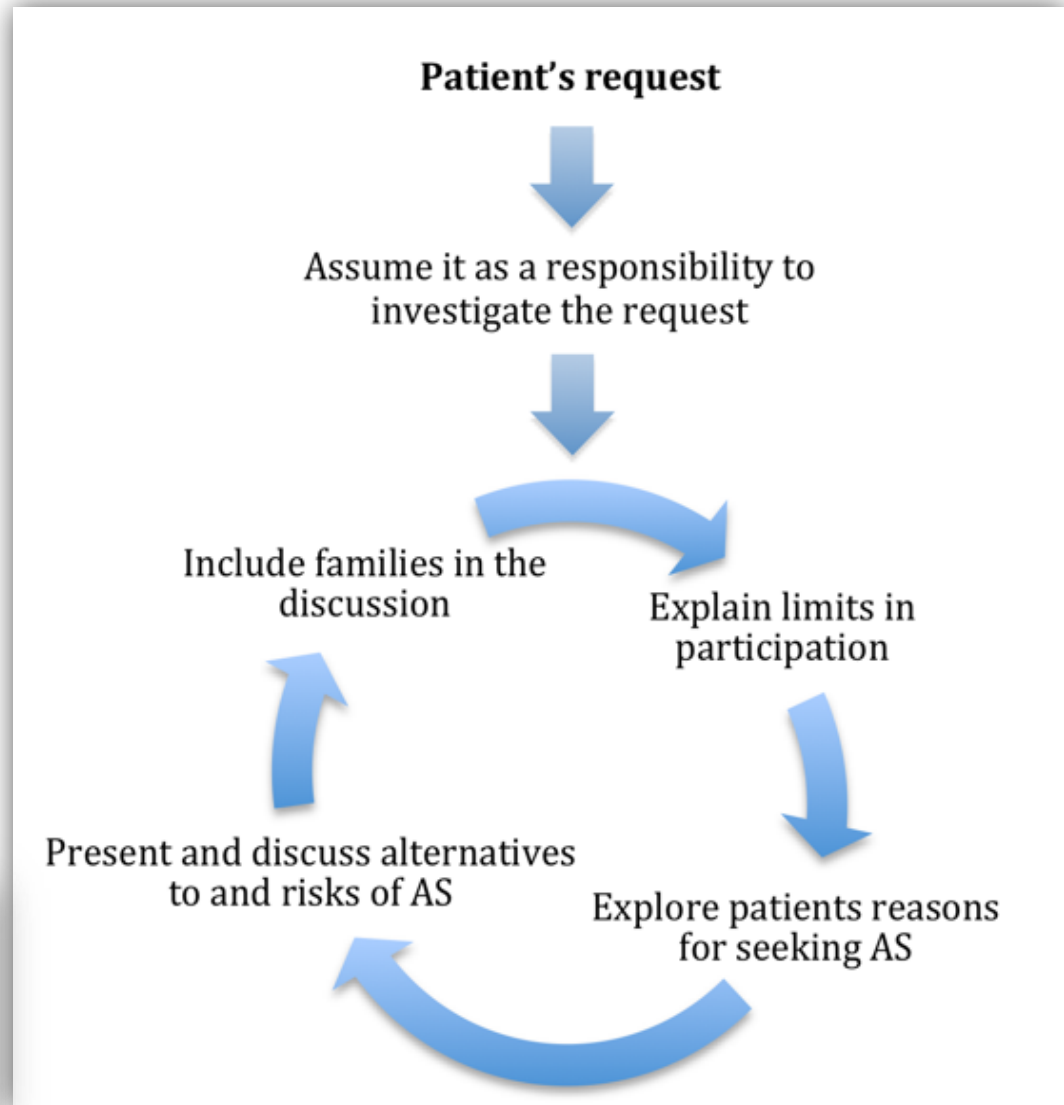 Patient’s request
Assume it as a responsibility to
investigate the request
Include families in the
discussion
Explain limits in
participation
Present and discuss alternatives
to and risks of AS
Explore patients reasons
for seeking AS